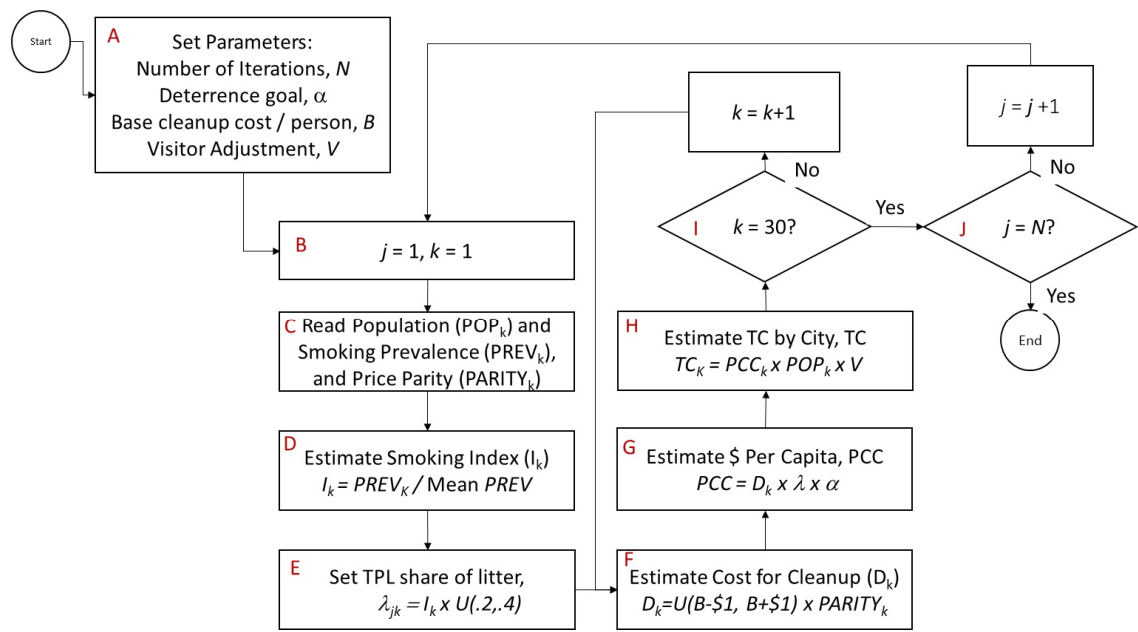 Start
A
Set Parameters:
Number of Iterations, N
Deterrence goal, α
Base cleanup cost / person, B
Visitor Adjustment, V
B
j = 1, k = 1
C Read Population (POPk) and
Smoking Prevalence (PREVk),
and Price Parity (PARITYk)
D
Estimate Smoking Index (Ik)
Ik = PREVK / Mean PREV
E
Set TPL share of litter,
λjk = Ik x U(.2,.4)
F
Estimate Cost for Cleanup (Dk)
Dk=U(B-$1, B+$1) x PARITYk
G
Estimate $ Per Capita, PCC
PCC = Dk x λ x α
H
Estimate TC by City, TC
TCK = PCCk x POPk x V
I
k = 30?
No
k = k+1
Yes
J
j = N?
No
j = j +1
Yes
End